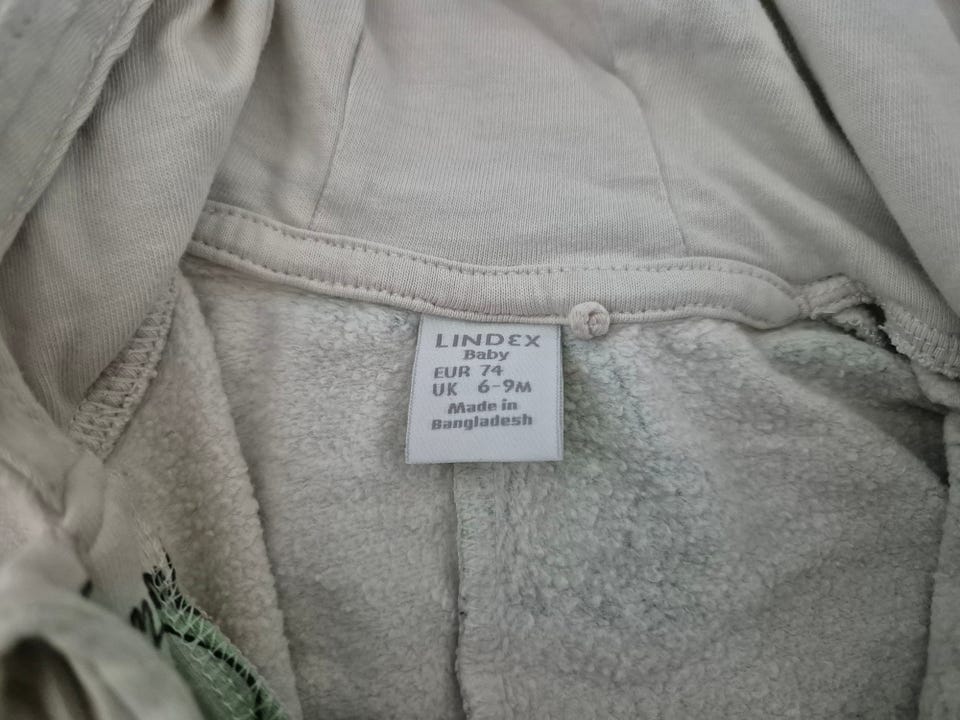 LINDEX
Baby
EUR 74
UK 6-9M
Made in
Bangladesh